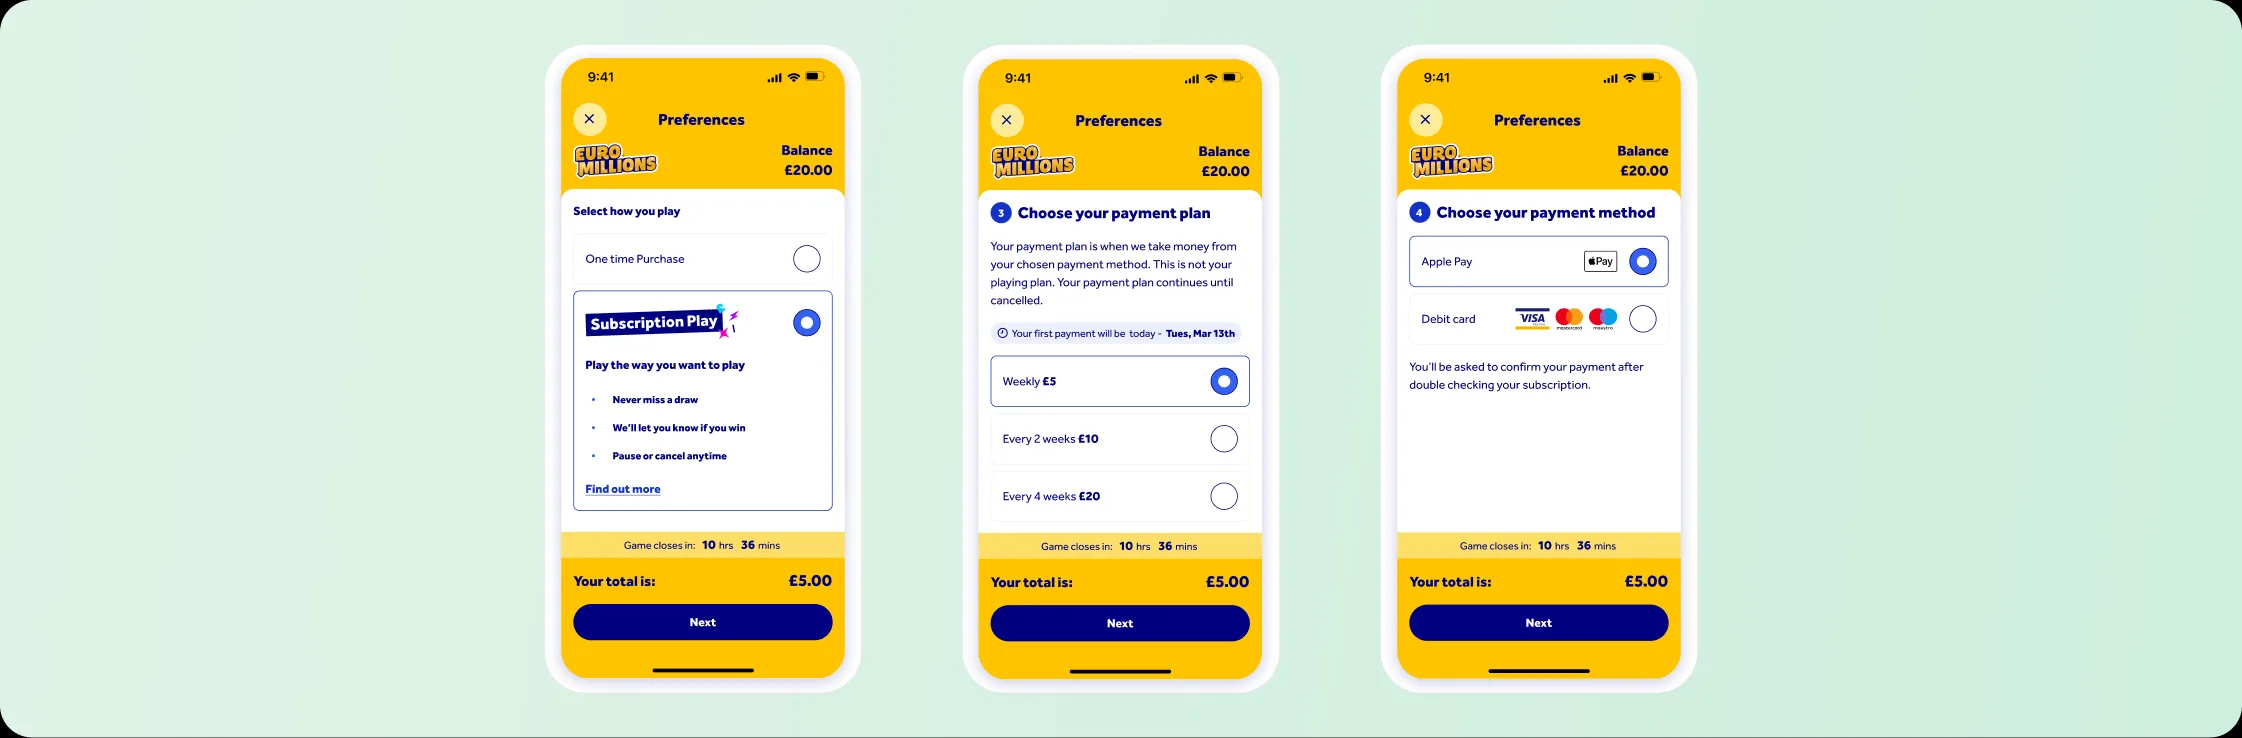 9:41
Preferences
EURO
MILLIONS
Balance
£20.00
Select how you play
One time Purchase
Subscription Play
Play the way you want to play
• Never miss a draw
• We'll let you know if you win
• Pause or cancel anytime
Find out more
Game closes in: 10 hrs 36 mins
Your total is: £5.00
Next
9:41
Preferences
EURO
MILLIONS
Balance
£20.00
3 Choose your payment plan
Your payment plan is when we take money from
your chosen payment method. This is not your
playing plan. Your payment plan continues until
cancelled.
Your first payment will be today - Tues, Mar 13th
Weekly £5
Every 2 weeks £10
Every 4 weeks £20
Game closes in: 10 hrs 36 mins
Your total is: £5.00
Next
9:41
Preferences
EURO
MILLIONS
Balance
£20.00
4 Choose your payment method
Apple Pay Pay
Debit card VISA mastercard maestro
You'll be asked to confirm your payment after
double checking your subscription.
Game closes in: 10 hrs 36 mins
Your total is: £5.00
Next